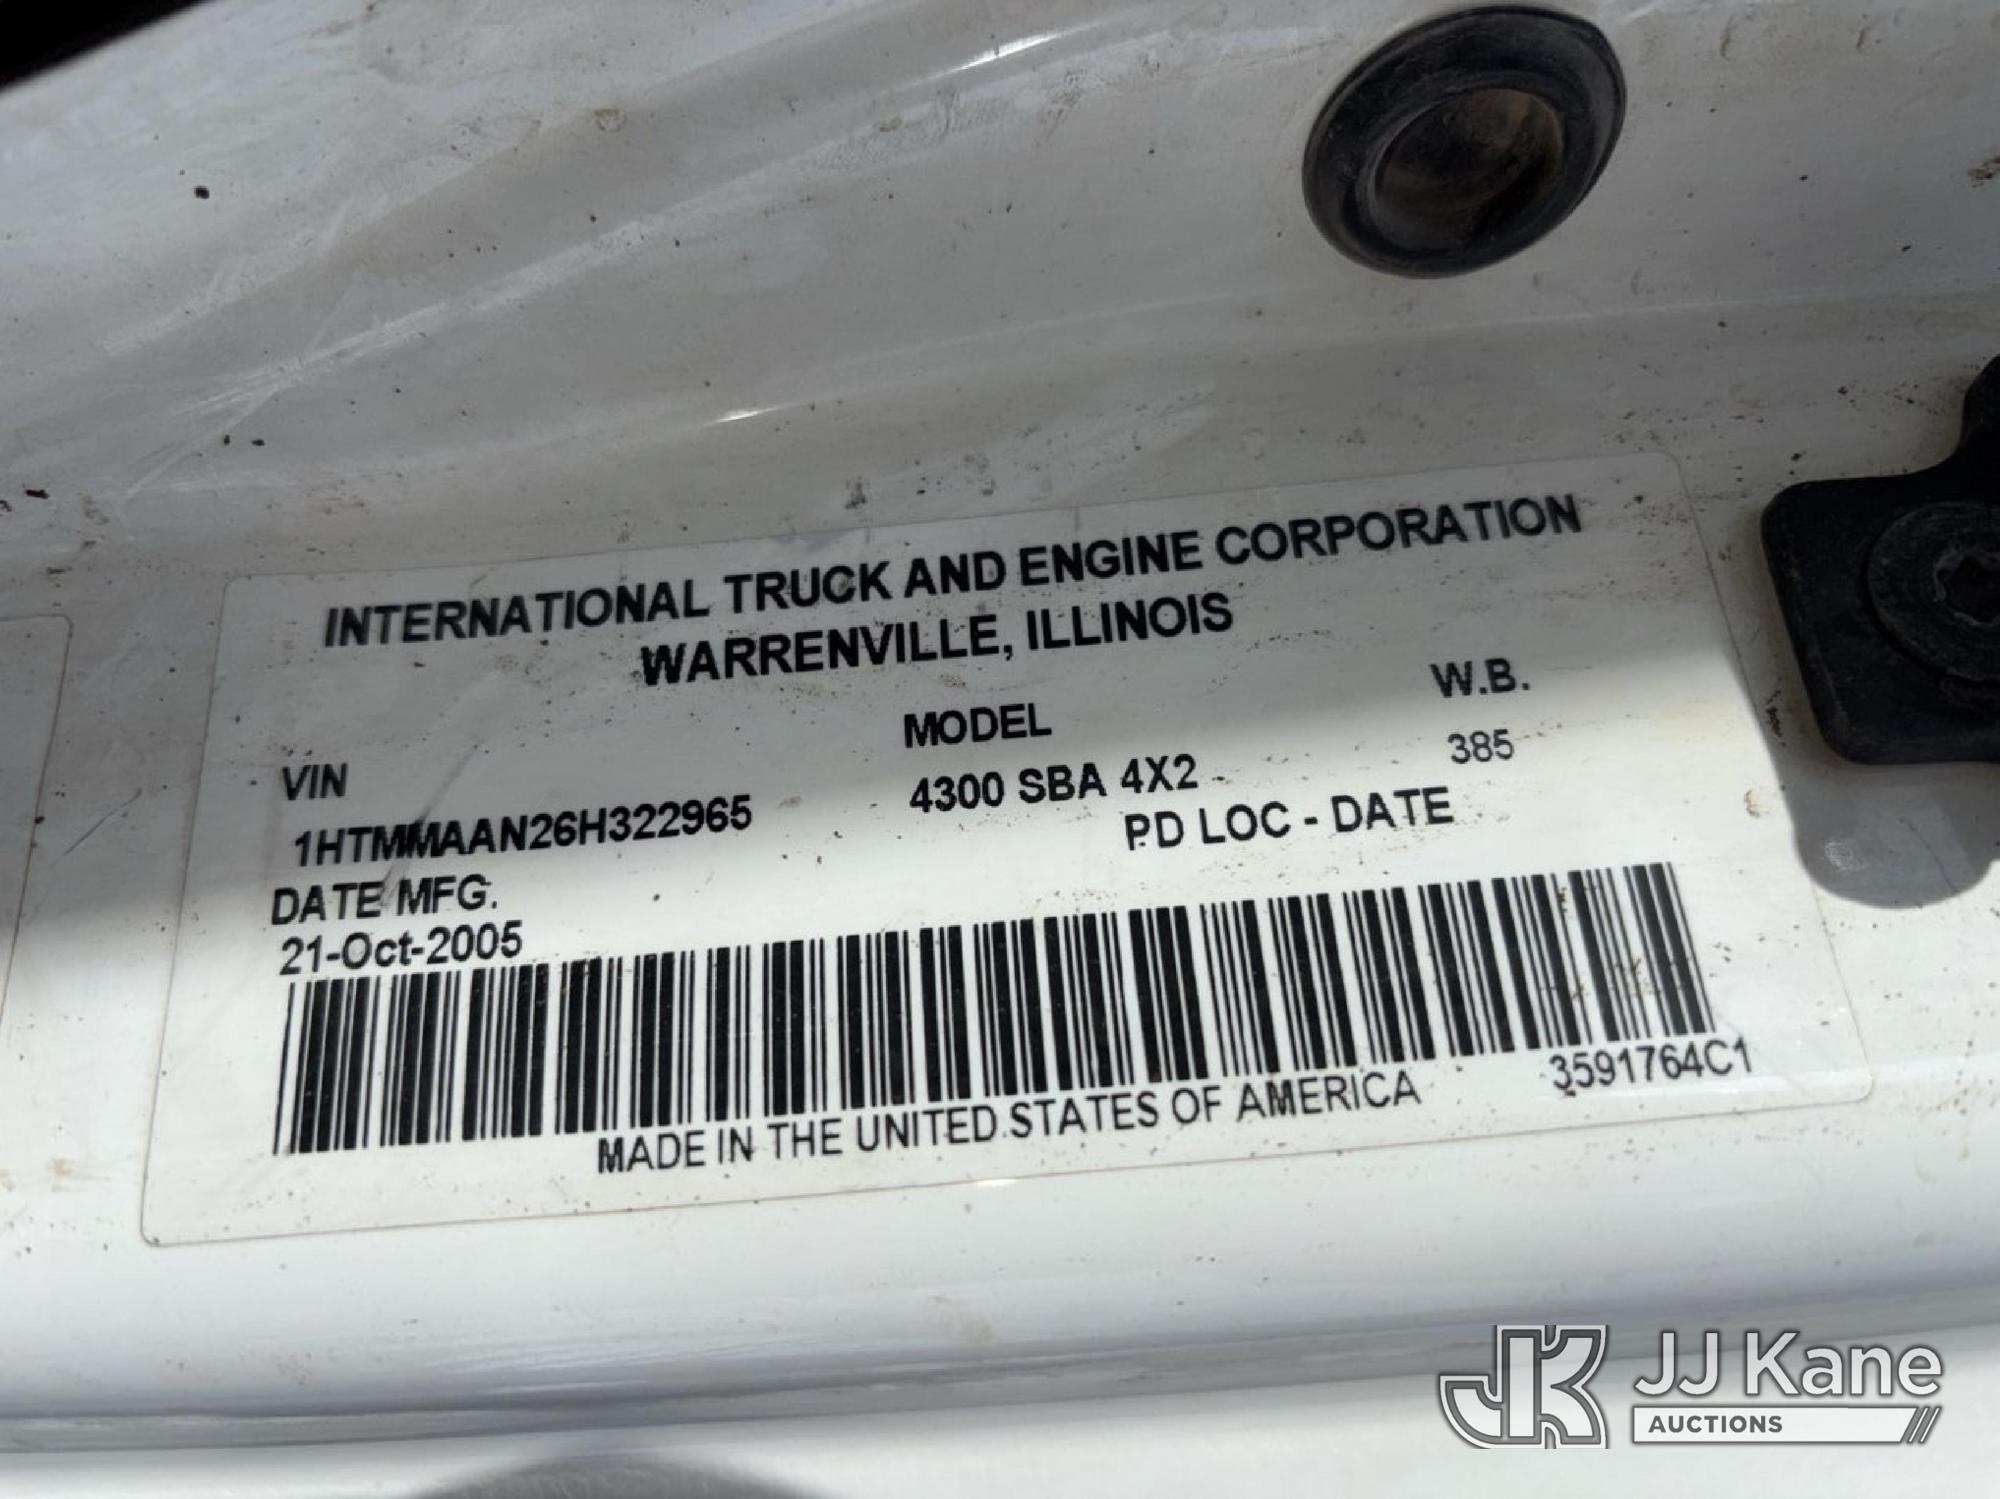 INTERNATIONAL TRUCK AND ENGINE CORPORATION
WARRENVILLE, ILLINOIS
VIN MODEL W.B.
1HTMMAAN26H322965 4300 SBA 4X2 385
DATE MFG. PD LOC - DATE
21-Oct-2005
MADE IN THE UNITED STATES OF AMERICA 3591764C1
JK JJ Kane
AUCTIONS